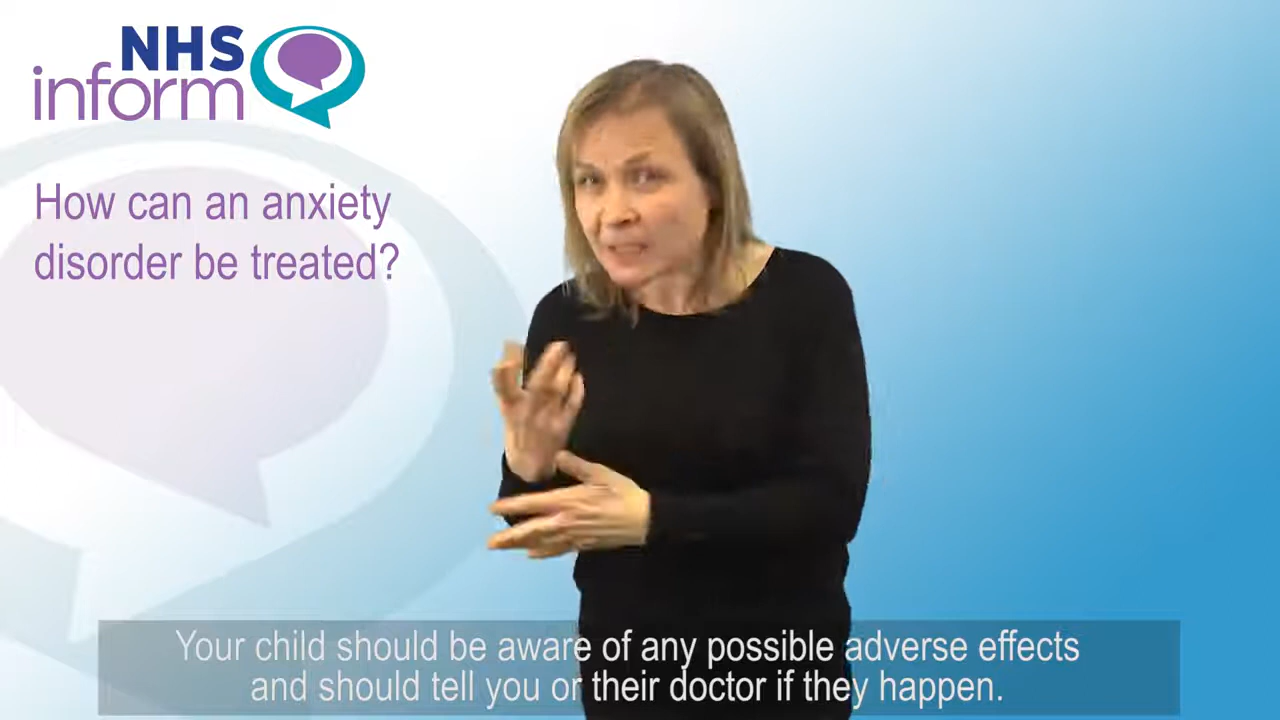 NHS
inform
How can an anxiety
disorder be treated?
Your child should be aware of any possible adverse effects
and should tell you or their doctor if they happen.